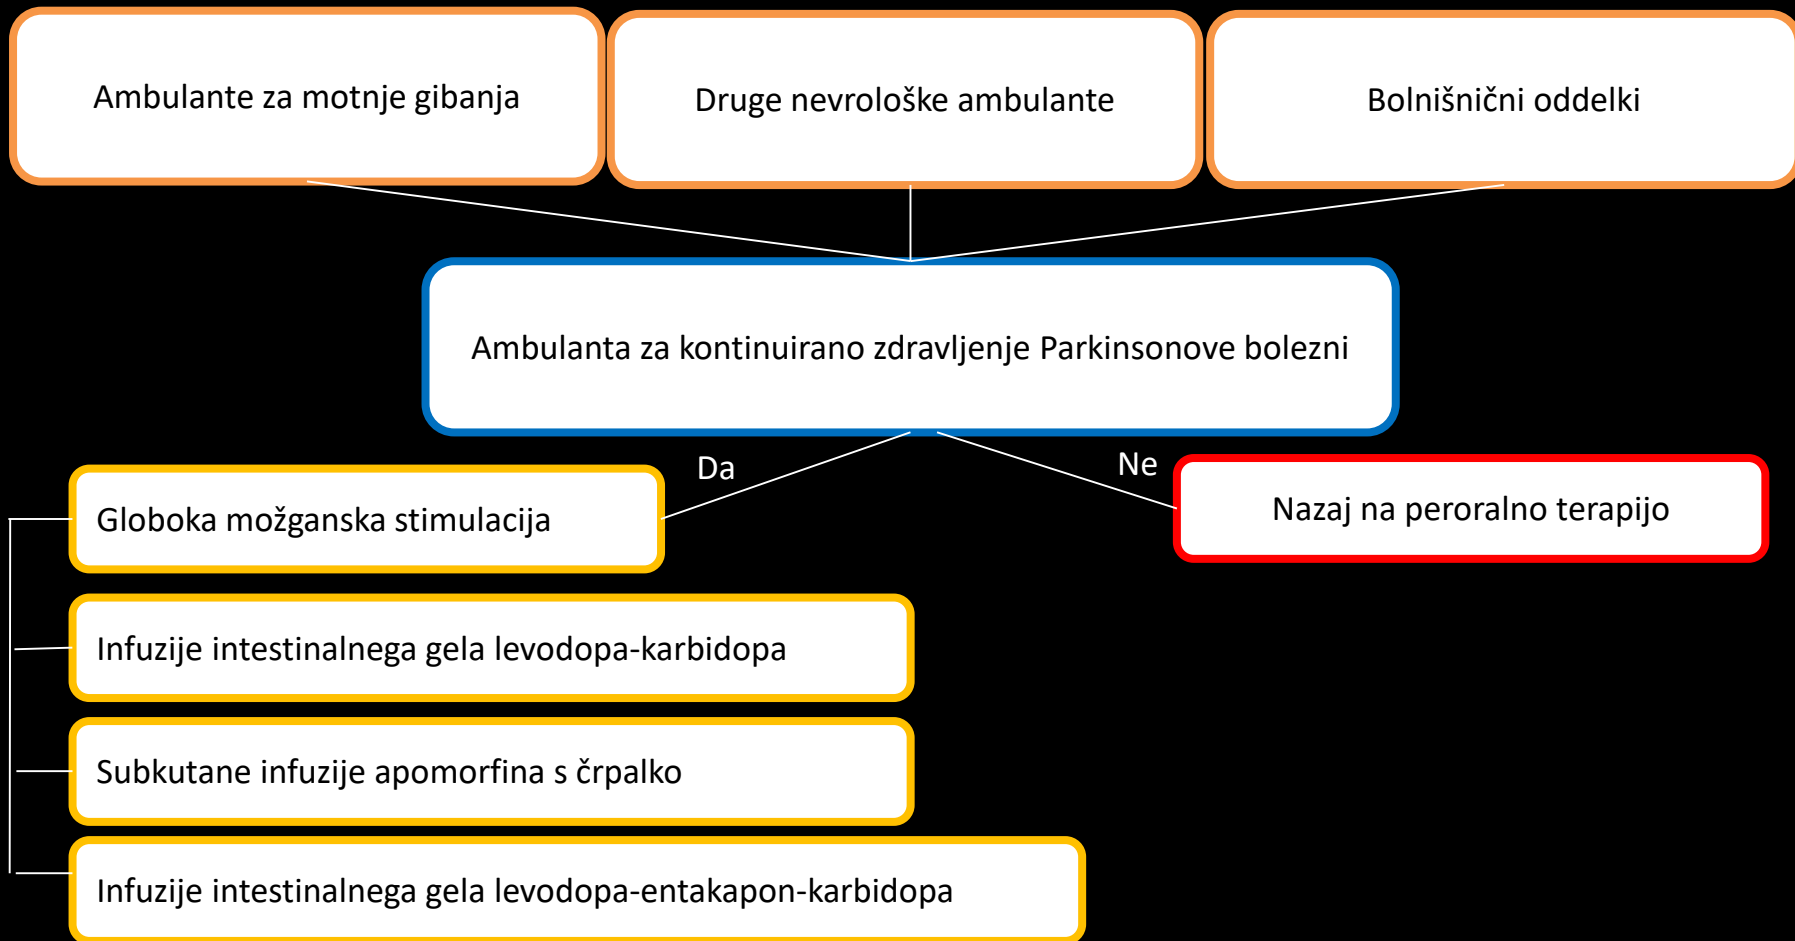 Ambulante za motnje gibanja
Druge nevrološke ambulante
Bolnišnični oddelki
Ambulanta za kontinuirano zdravljenje Parkinsonove bolezni
Da
Ne
Globoka možganska stimulacija
Nazaj na peroralno terapijo
Infuzije intestinalnega gela levodopa-karbidopa
Subkutane infuzije apomorfina s črpalko
Infuzije intestinalnega gela levodopa-entakapon-karbidopa